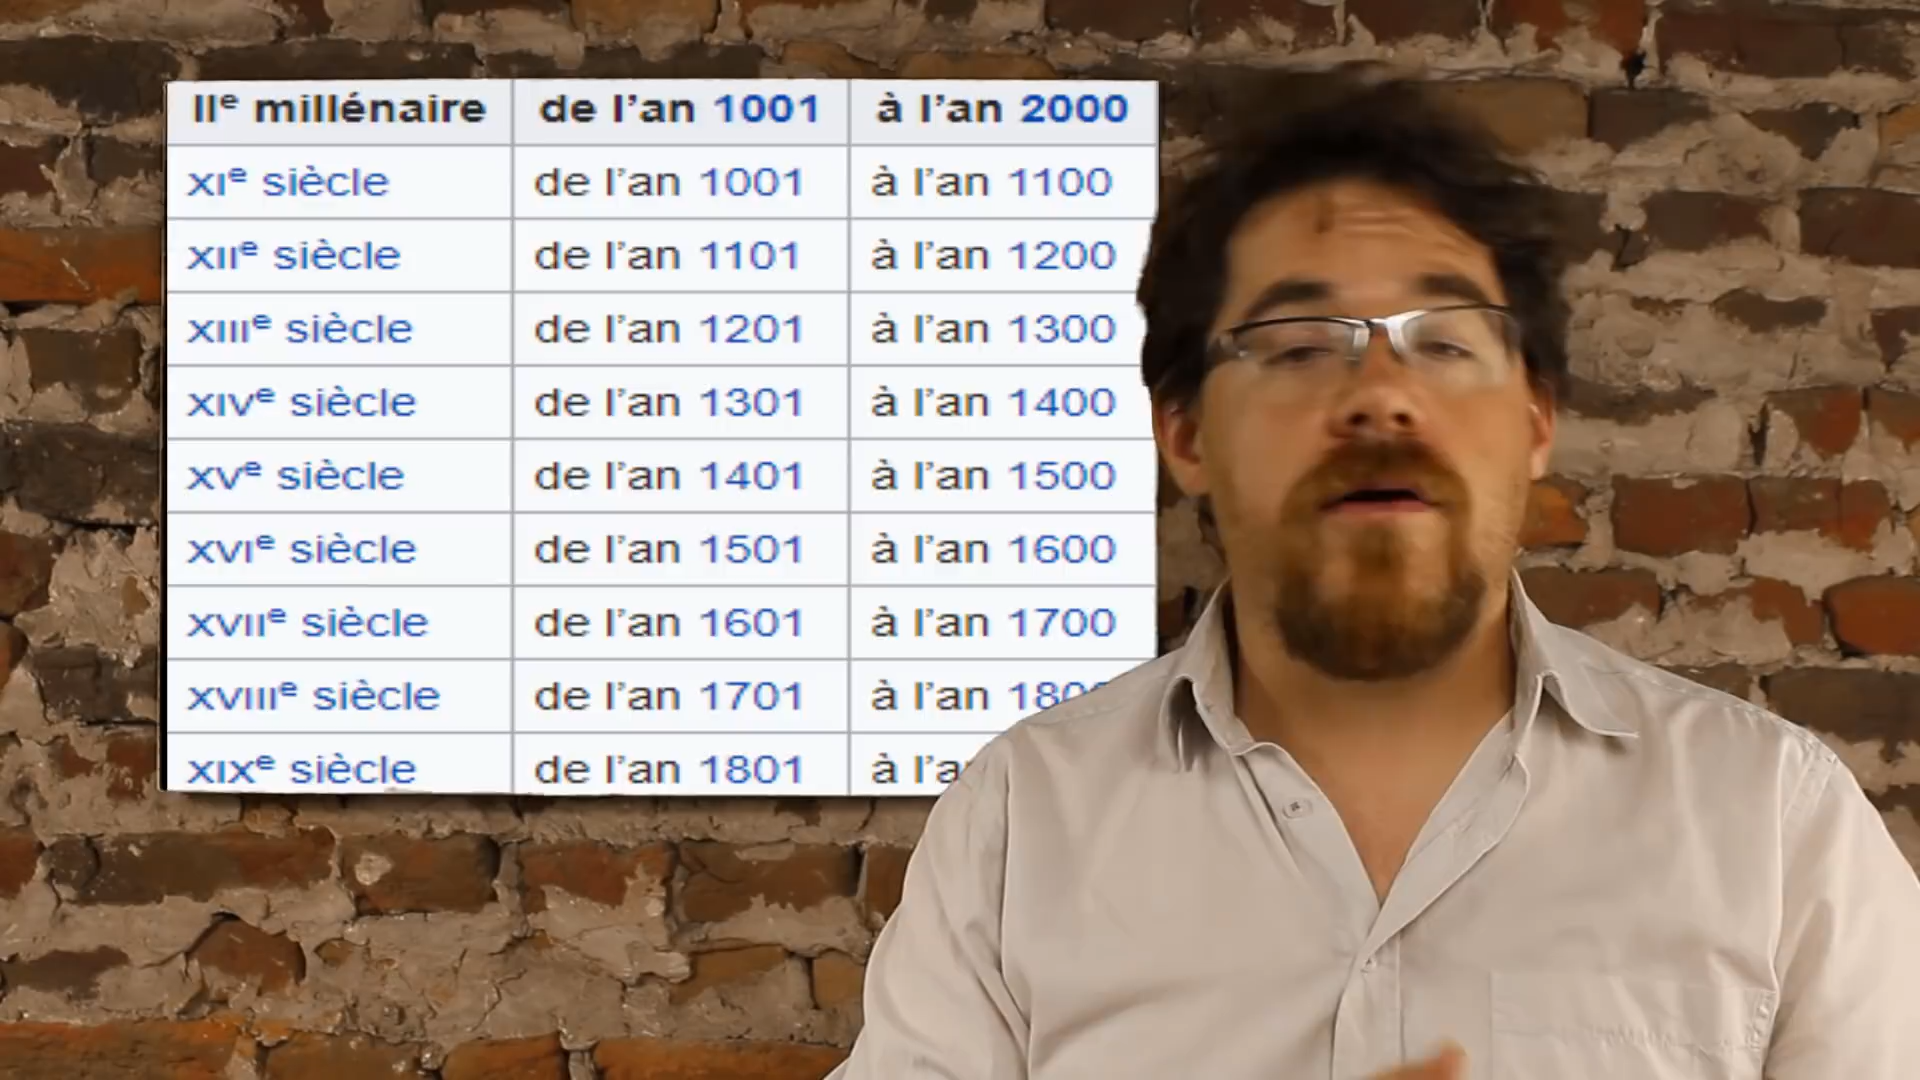 IIᵉ millénaire de l'an 1001 à l'an 2000
XIᵉ siècle de l'an 1001 à l'an 1100
XIIᵉ siècle de l'an 1101 à l'an 1200
XIIIᵉ siècle de l'an 1201 à l'an 1300
XIVᵉ siècle de l'an 1301 à l'an 1400
XVᵉ siècle de l'an 1401 à l'an 1500
XVIᵉ siècle de l'an 1501 à l'an 1600
XVIIᵉ siècle de l'an 1601 à l'an 1700
XVIIIᵉ siècle de l'an 1701 à l'an
XIXᵉ siècle de l'an 1801 à